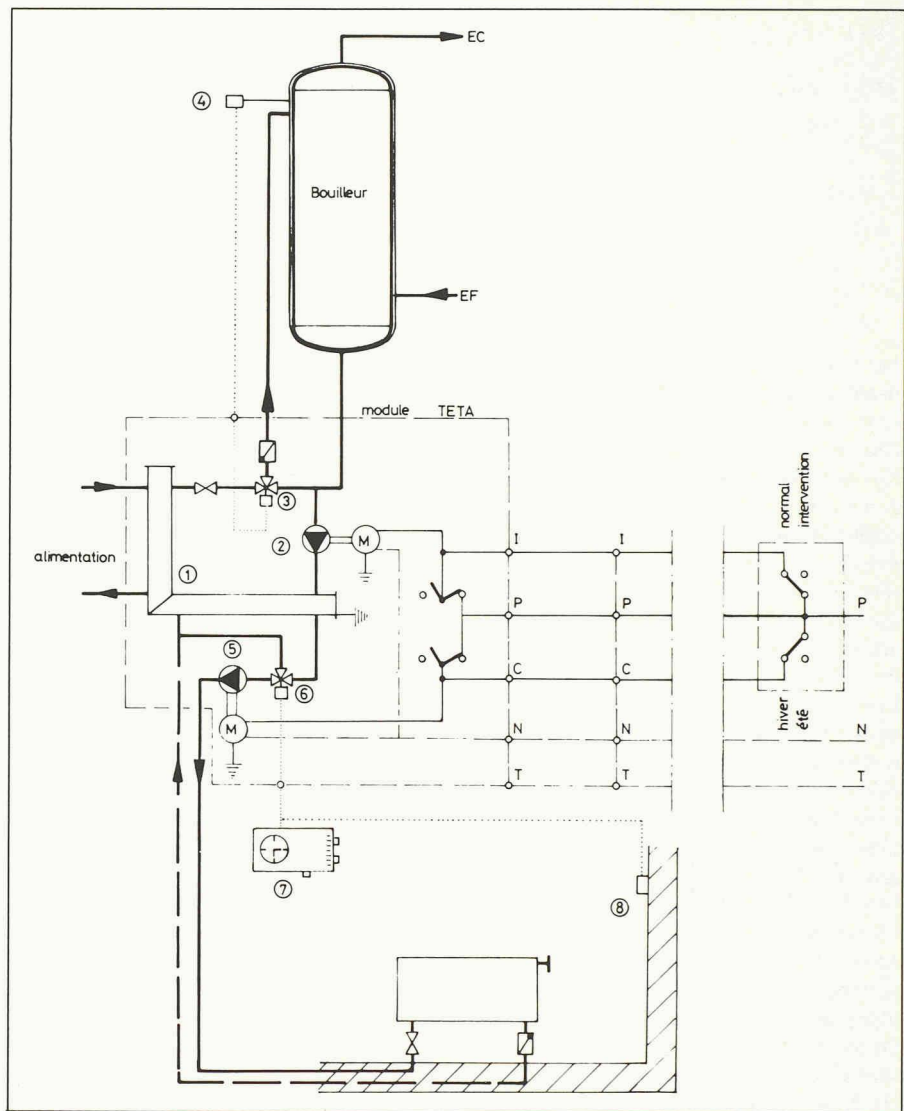 EC
④
Bouilleur
EF
module TETA
③
②
M
alimentation
①
⑤
⑥
M
I I
P P P
C C
N N N
T T T
normal
intervention
hiver
été
⑦
⑧